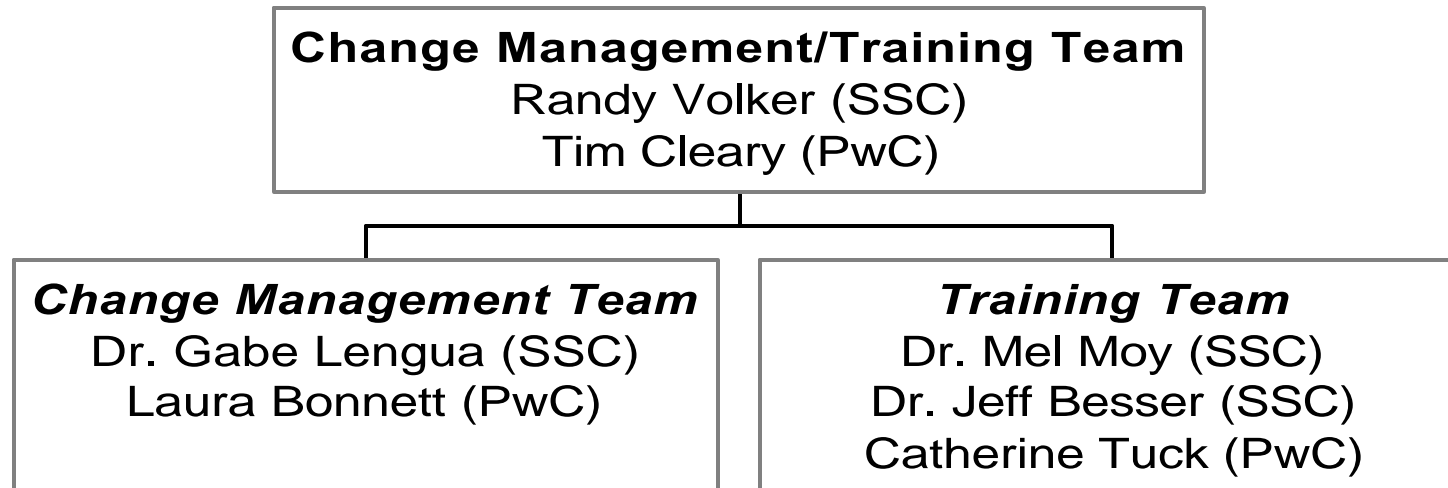 Change Management/Training Team
Randy Volker (SSC)
Tim Cleary (PwC)
Change Management Team
Dr. Gabe Lengua (SSC)
Laura Bonnett (PwC)
Training Team
Dr. Mel Moy (SSC)
Dr. Jeff Besser (SSC)
Catherine Tuck (PwC)